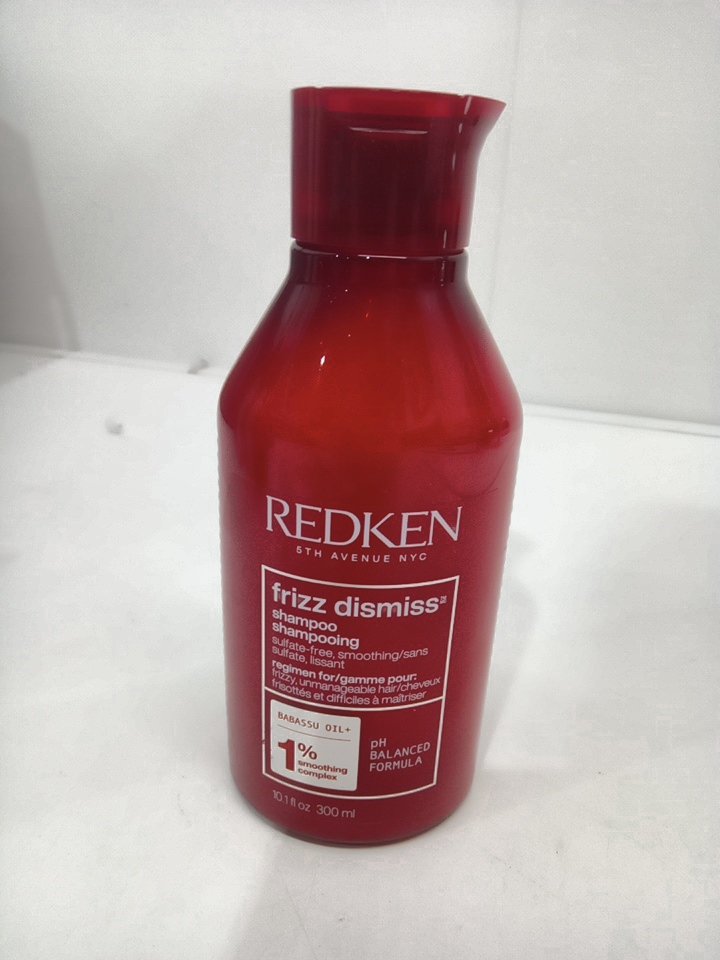 REDKEN
5TH AVENUE NYC
frizz dismiss™
shampoo
shampooing
sulfate-free, smoothing/sans
sulfate, lissant
regimen for/gamme pour:
frizzy, unmanageable hair/cheveux
frisottés et difficiles à maîtriser
BABASSU OIL+
1%
smoothing
complex
pH
BALANCED
FORMULA
10.1 fl oz 300 ml